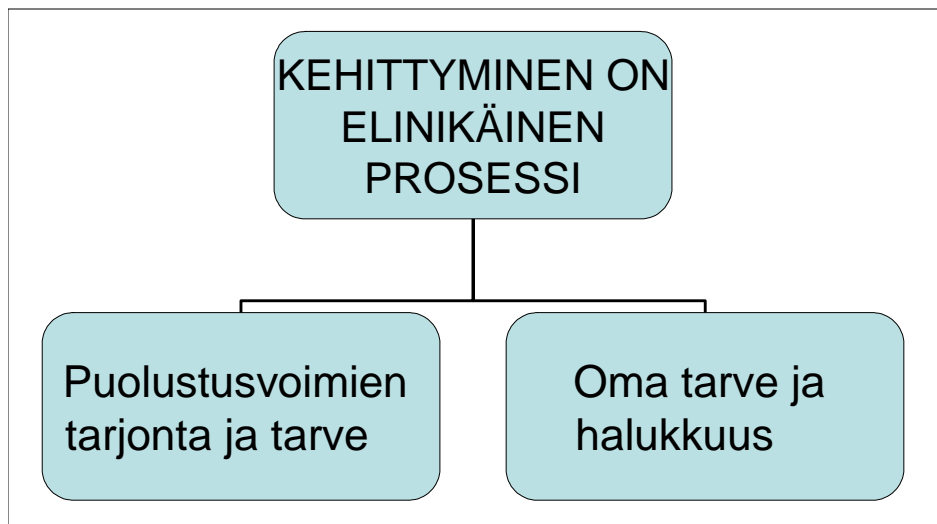 KEHITTYMINEN ON
ELINIKÄINEN
PROSESSI
Puolustusvoimien
tarjonta ja tarve
Oma tarve ja
halukkuus